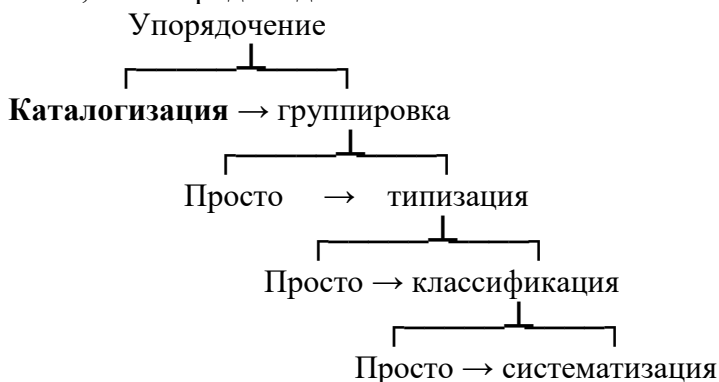 Упорядочение
Каталогизация → группировка
Просто → типизация
Просто → классификация
Просто → систематизация